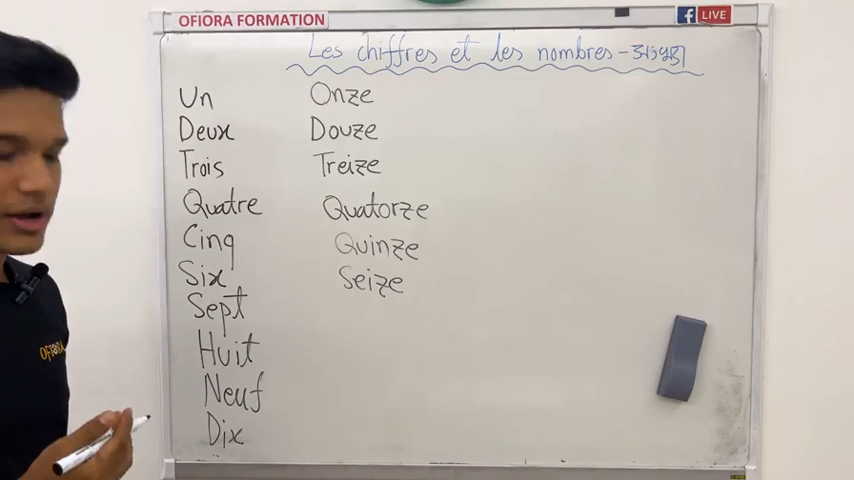 OFIORA FORMATION
LIVE
Les chiffres et les nombres -
Un
Deux
Trois
Quatre
Cinq
Six
Sept
Huit
Neuf
Dix
Onze
Douze
Treize
Quatorze
Quinze
Seize
OFIORA